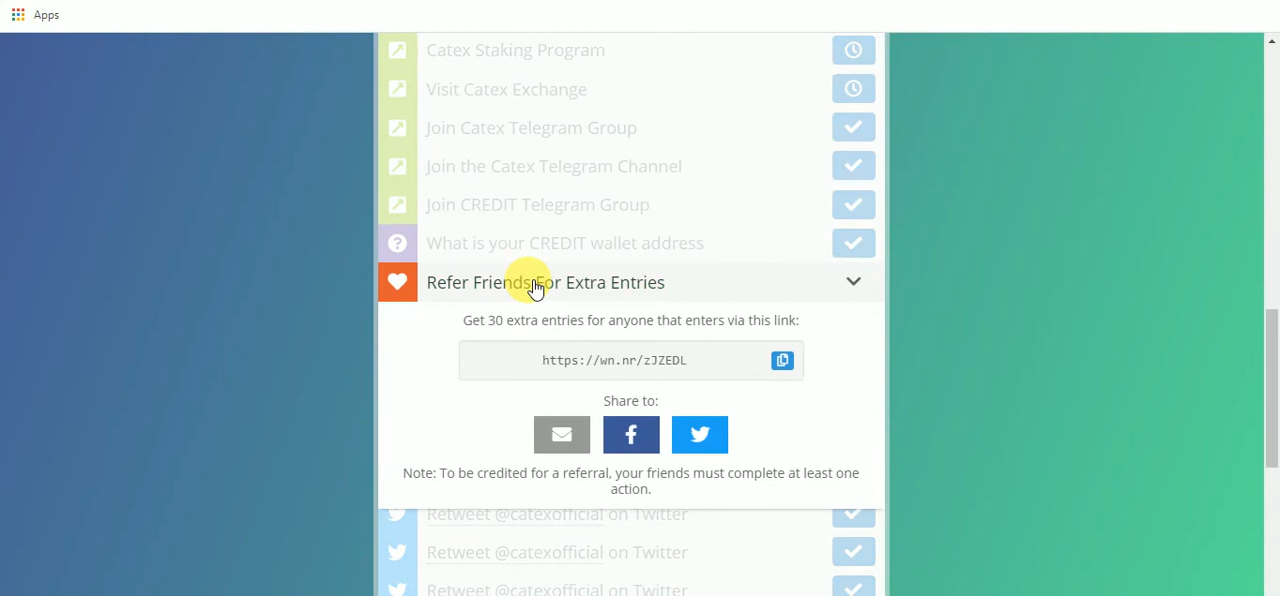 Apps
Catex Staking Program
Visit Catex Exchange
Join Catex Telegram Group
Join the Catex Telegram Channel
Join CREDIT Telegram Group
What is your CREDIT wallet address
Refer Friends For Extra Entries
Get 30 extra entries for anyone that enters via this link:
https://wn.nr/zJZEDL
Share to:
Note: To be credited for a referral, your friends must complete at least one
action.
Retweet @catexofficial on Twitter
Retweet @catexofficial on Twitter
Retweet @catexofficial on Twitter